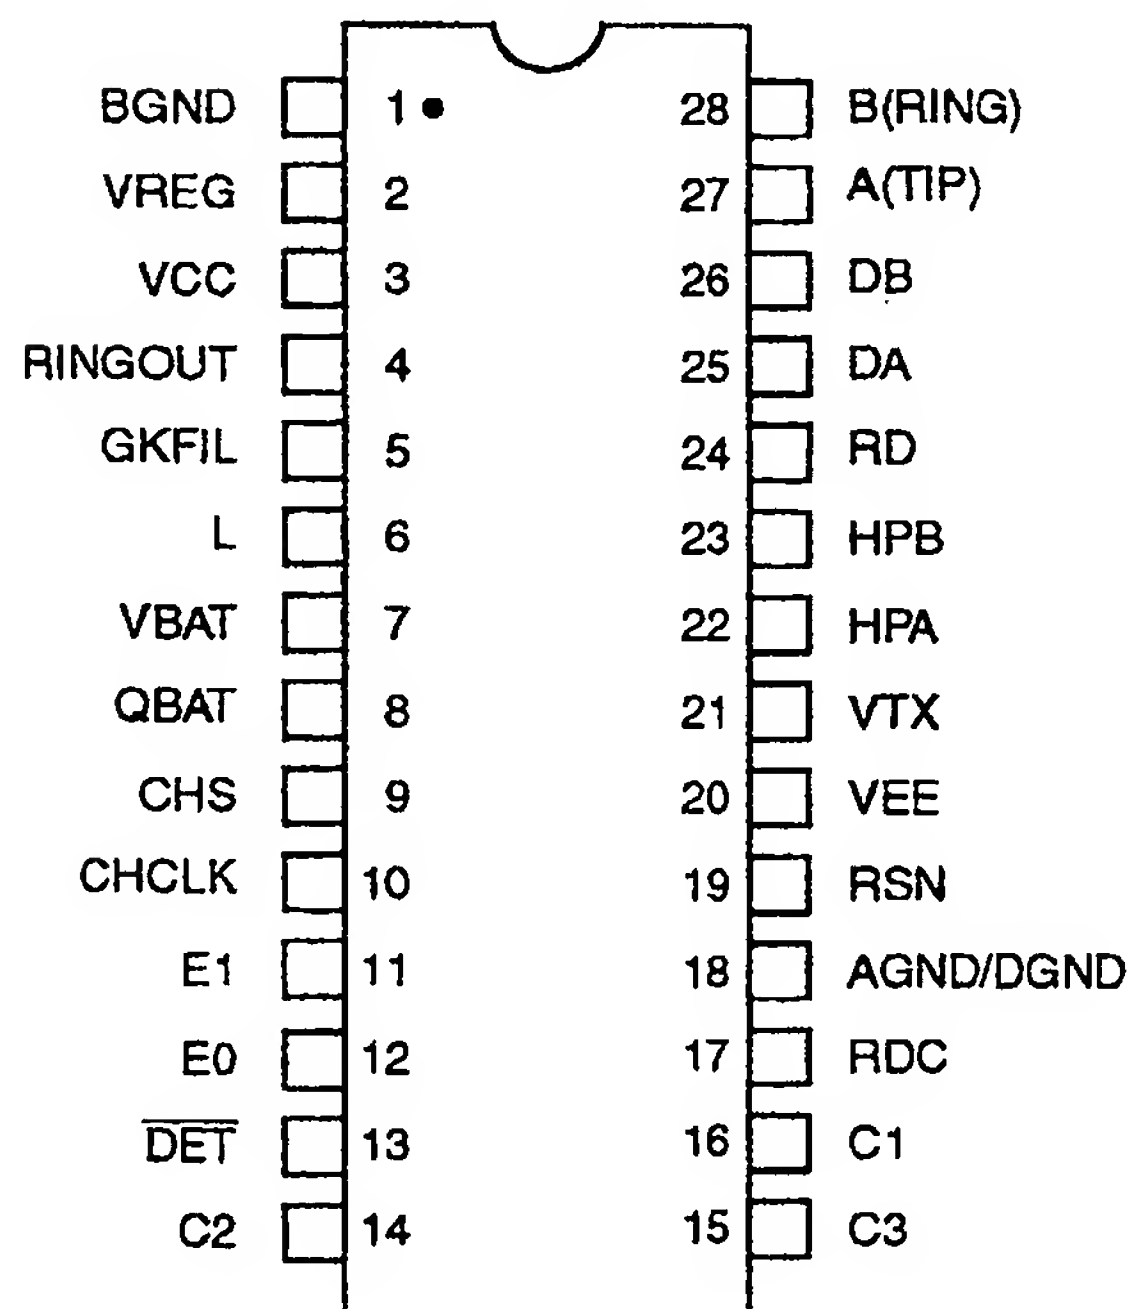 BGND 1 28 B(RING)
VREG 2 27 A(TIP)
VCC 3 26 DB
RINGOUT 4 25 DA
GKFIL 5 24 RD
L 6 23 HPB
VBAT 7 22 HPA
QBAT 8 21 VTX
CHS 9 20 VEE
CHCLK 10 19 RSN
E1 11 18 AGND/DGND
E0 12 17 RDC
D̅E̅T̅ 13 16 C1
C2 14 15 C3